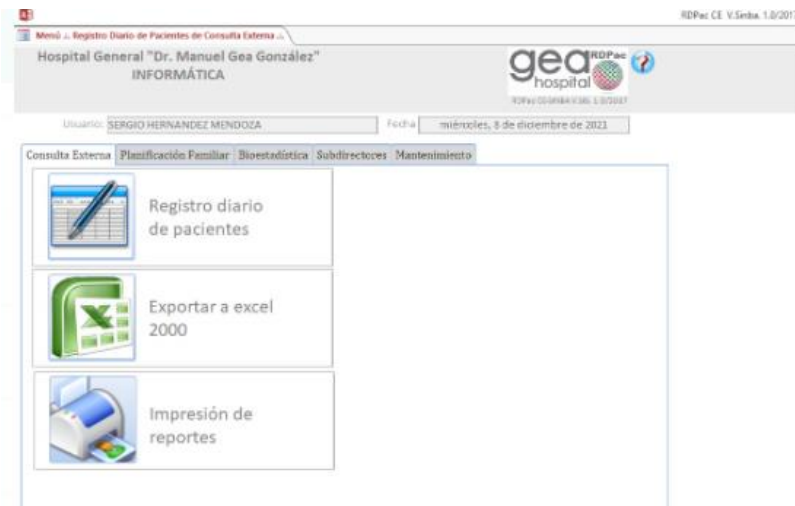 RDPac CE V.Sinba. 1.0/2017
Menú .:. Registro Diario de Pacientes de Consulta Externa .:.
Hospital General "Dr. Manuel Gea González"
INFORMÁTICA
gea
hospital
RDPac
Usuario: SERGIO HERNANDEZ MENDOZA
Fecha miércoles, 8 de diciembre de 2021
Consulta Externa Planificación Familiar Bioestadística Subdirectores Mantenimiento
Registro diario
de pacientes
Exportar a excel
2000
Impresión de
reportes